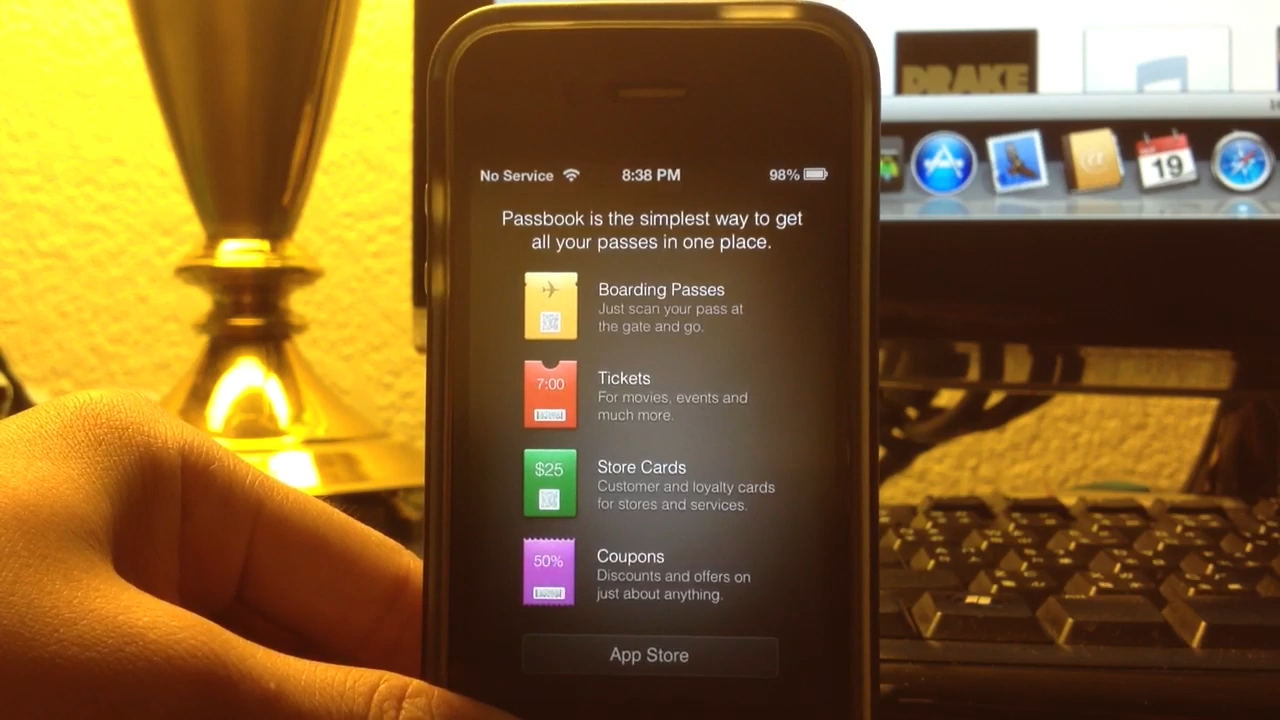 DRAKE
19
No Service 8:38 PM 98%
Passbook is the simplest way to get
all your passes in one place.
Boarding Passes
Just scan your pass at
the gate and go.
7:00
Tickets
For movies, events and
much more.
$25
Store Cards
Customer and loyalty cards
for stores and services.
50%
Coupons
Discounts and offers on
just about anything.
App Store